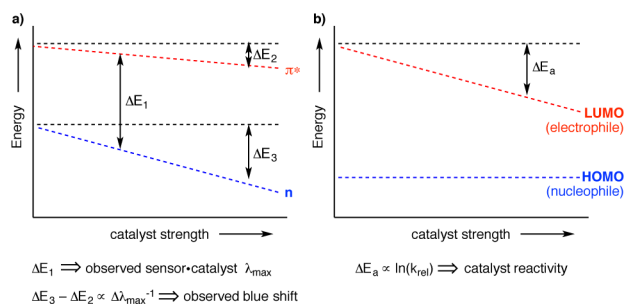 a)
Energy
ΔE₂
π*
ΔE₁
ΔE₃
n
catalyst strength
ΔE₁ ⟹ observed sensor•catalyst λmax
ΔE₃ – ΔE₂ ∝ Δλmax⁻¹ ⟹ observed blue shift
b)
Energy
ΔEₐ
LUMO
(electrophile)
HOMO
(nucleophile)
catalyst strength
ΔEₐ ∝ ln(krel) ⟹ catalyst reactivity